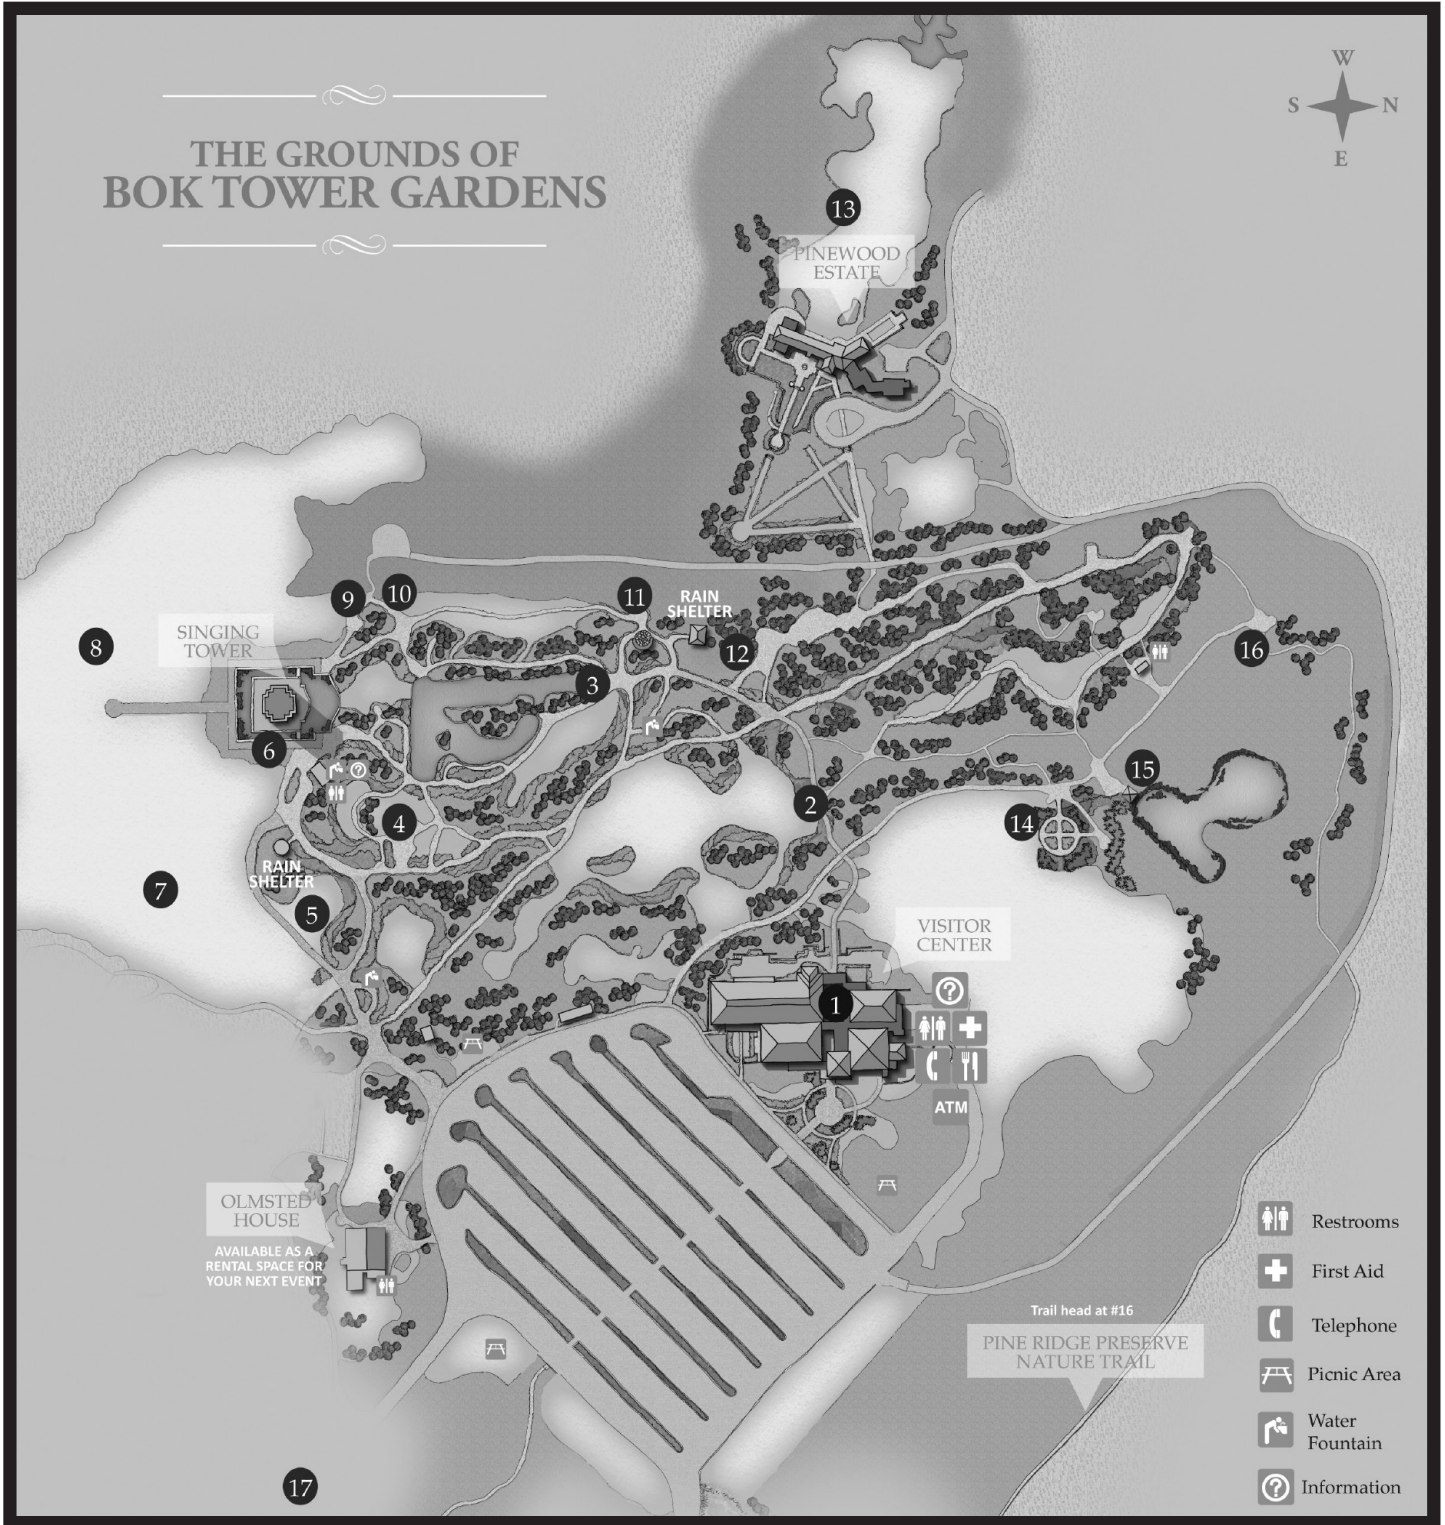 THE GROUNDS OF
BOK TOWER GARDENS
W
S
N
E
13
PINEWOOD
ESTATE
9
10
11
RAIN
SHELTER
8
SINGING
TOWER
12
16
3
6
15
2
14
4
RAIN
SHELTER
7
5
VISITOR
CENTER
1
ATM
OLMSTED
HOUSE
AVAILABLE AS A
RENTAL SPACE FOR
YOUR NEXT EVENT
Trail head at #16
PINE RIDGE PRESERVE
NATURE TRAIL
17
Restrooms
First Aid
Telephone
Picnic Area
Water
Fountain
Information